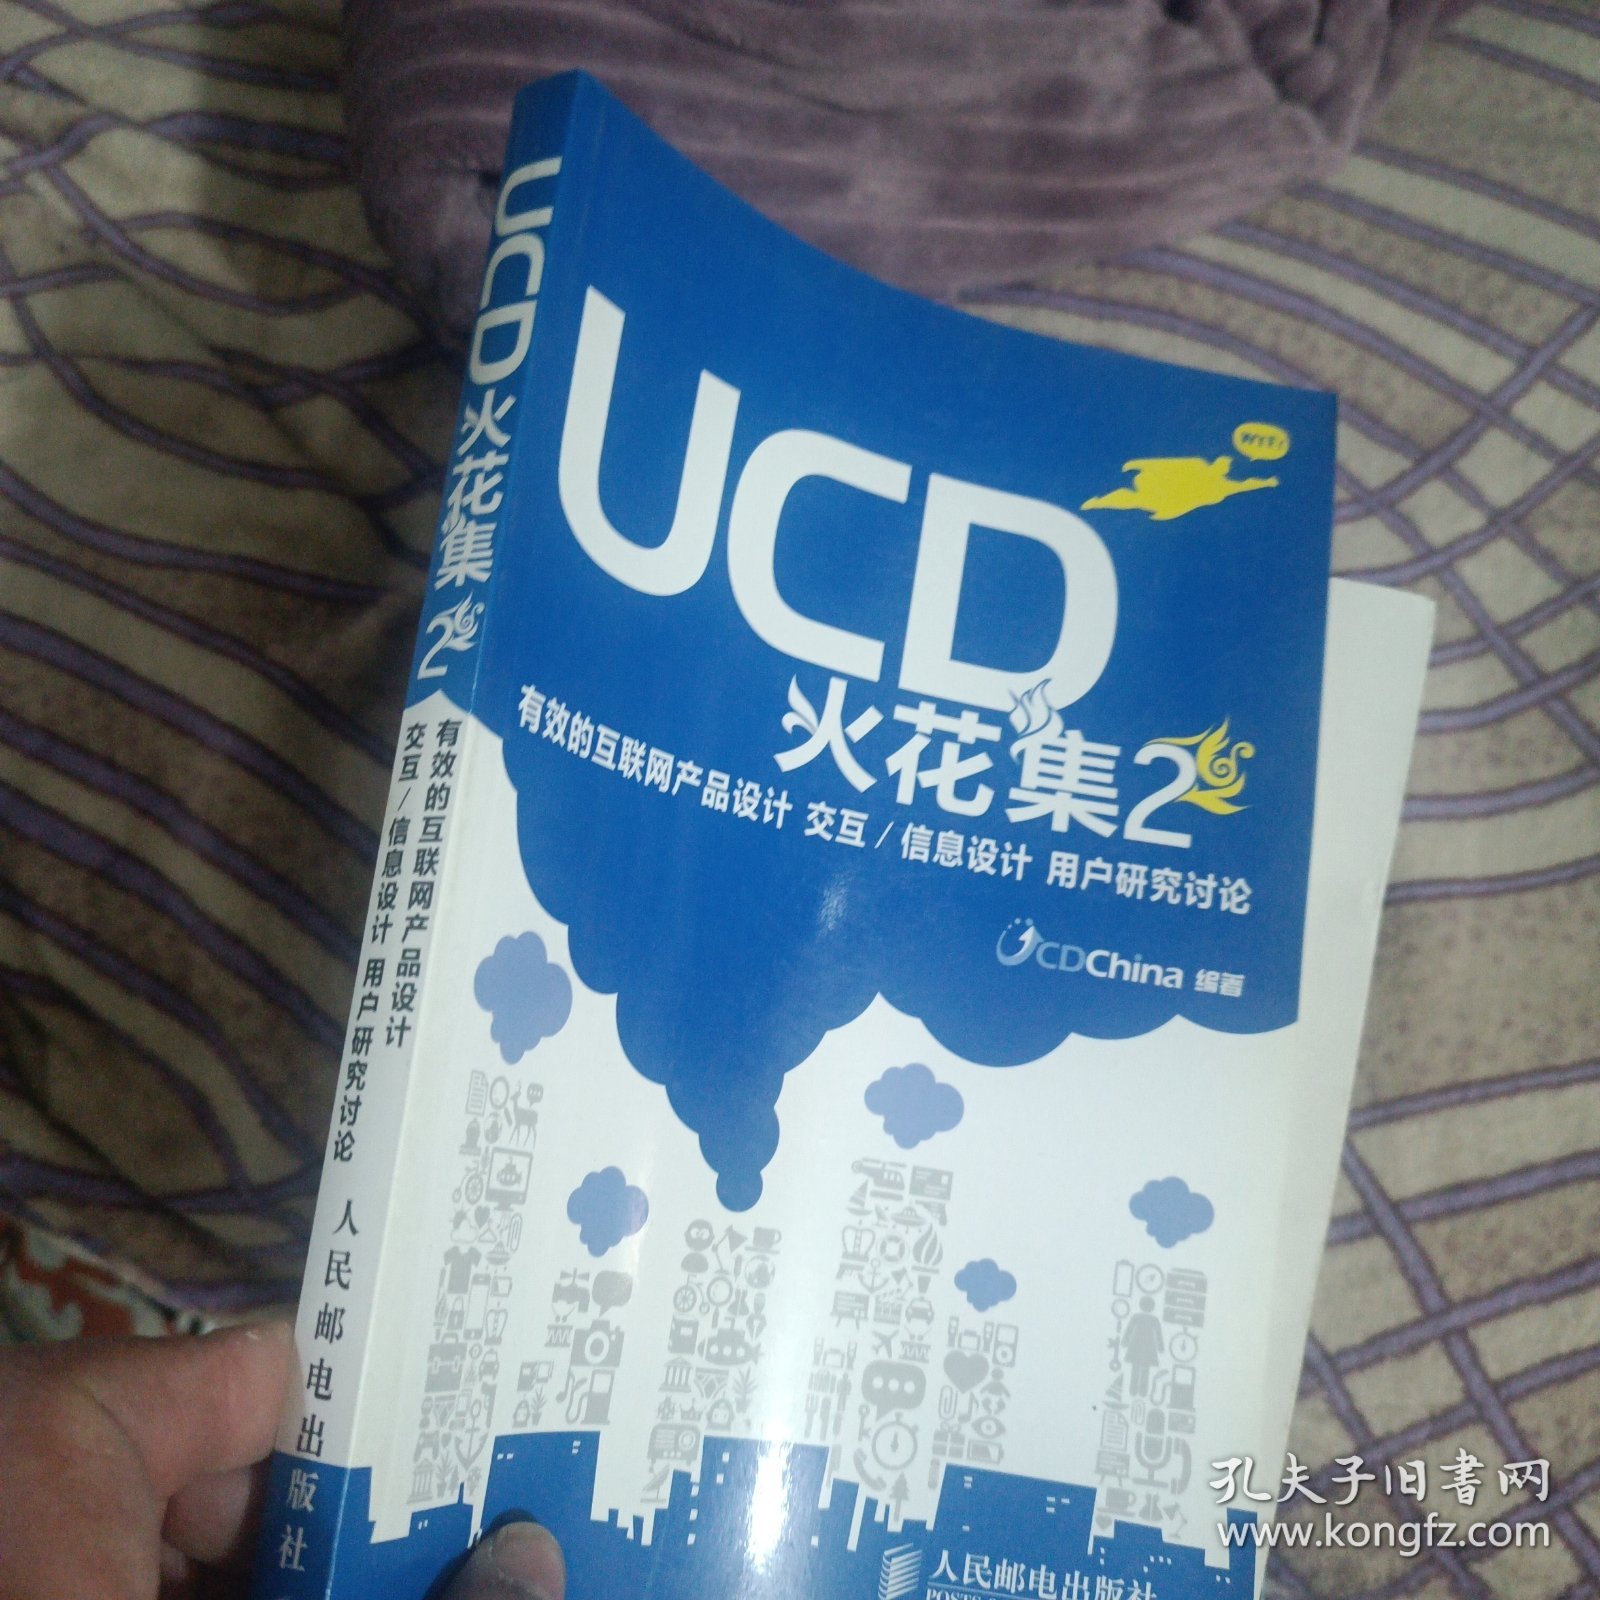 UCD火花集2
有效的互联网产品设计
交互/信息设计 用户研究讨论
人民邮电出版社
WTF!
UCD
火花集2
有效的互联网产品设计 交互/信息设计 用户研究讨论
UCDChina 编著
人民邮电出版社
孔夫子旧书网
www.kongfz.com